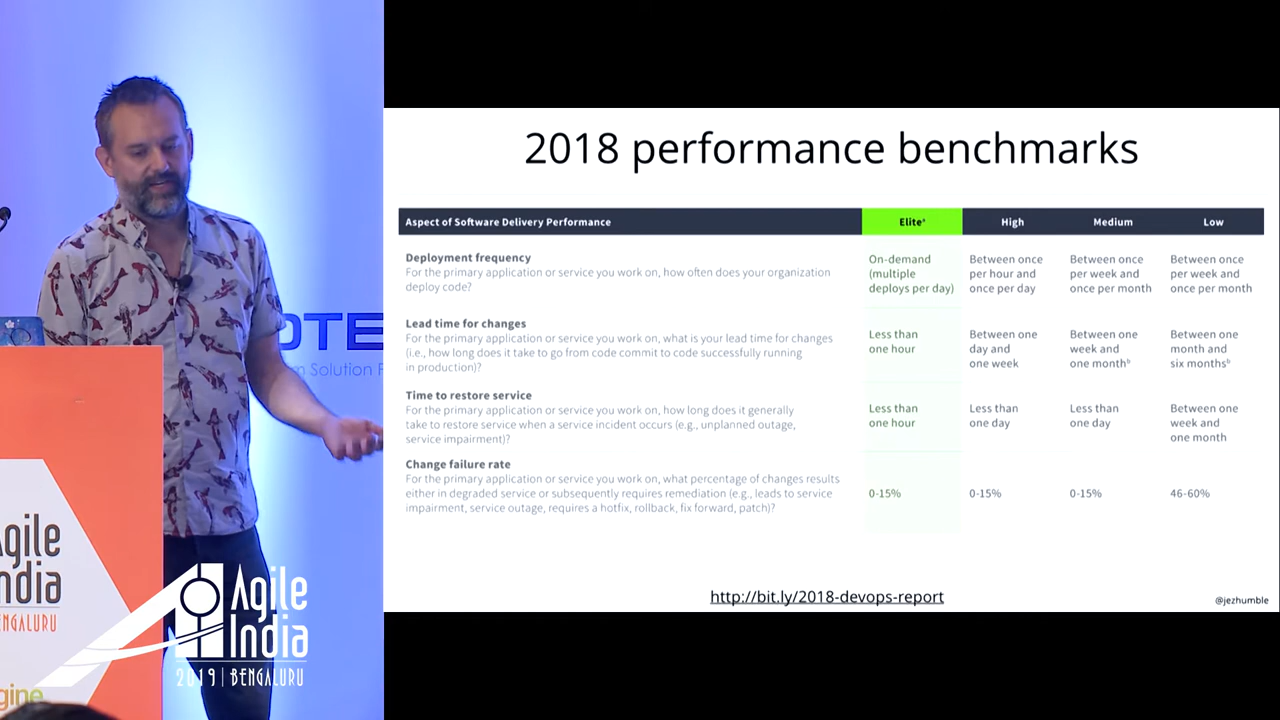 2018 performance benchmarks
Aspect of Software Delivery Performance
Eliteª
High
Medium
Low
Deployment frequency
For the primary application or service you work on, how often does your organization
deploy code?
On-demand
(multiple
deploys per day)
Between once
per hour and
once per day
Between once
per week and
once per month
Between once
per week and
once per month
Lead time for changes
For the primary application or service you work on, what is your lead time for changes
(i.e., how long does it take to go from code commit to code successfully running
in production)?
Less than
one hour
Between one
day and
one week
Between one
week and
one monthᵇ
Between one
month and
six monthsᵇ
Time to restore service
For the primary application or service you work on, how long does it generally
take to restore service when a service incident occurs (e.g., unplanned outage,
service impairment)?
Less than
one hour
Less than
one day
Less than
one day
Between one
week and
one month
Change failure rate
For the primary application or service you work on, what percentage of changes results
either in degraded service or subsequently requires remediation (e.g., leads to service
impairment, service outage, requires a hotfix, rollback, fix forward, patch)?
0-15%
0-15%
0-15%
46-60%
http://bit.ly/2018-devops-report
@jezhumble
OTE
m Solution
Agile
India
BENGALURU
gine
Agile
India
2019 | BENGALURU